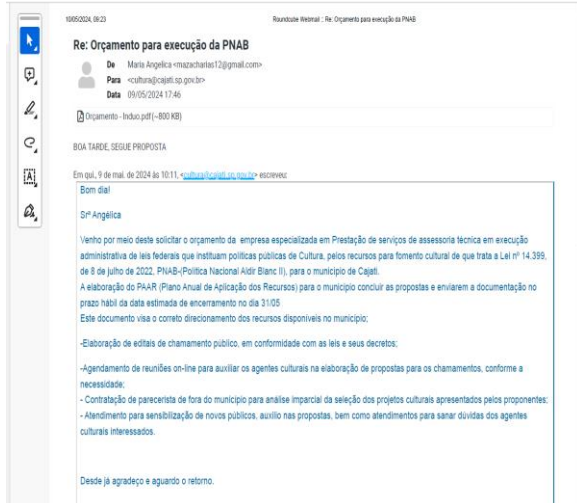 10/05/2024, 09:23
Roundcube Webmail :: Re: Orçamento para execução da PNAB
Re: Orçamento para execução da PNAB
De Maria Angelica <mazacharias12@gmail.com>
Para <cultura@cajati.sp.gov.br>
Data 09/05/2024 17:46
Orçamento - Induo.pdf (~800 KB)
BOA TARDE, SEGUE PROPOSTA
Em qui., 9 de mai. de 2024 às 10:11, <cultura@cajati.sp.gov.br> escreveu:
Bom dia!
Srª Angélica
Venho por meio deste solicitar o orçamento da empresa especializada em Prestação de serviços de assessoria técnica em execução
administrativa de leis federais que instituam políticas públicas de Cultura, pelos recursos para fomento cultural de que trata a Lei nº 14.399,
de 8 de julho de 2022, PNAB-(Política Nacional Aldir Blanc II), para o município de Cajati.
A elaboração do PAAR (Plano Anual de Aplicação dos Recursos) para o município concluir as propostas e enviarem a documentação no
prazo hábil da data estimada de encerramento no dia 31/05
Este documento visa o correto direcionamento dos recursos disponíveis no município;
-Elaboração de editais de chamamento público, em conformidade com as leis e seus decretos;
-Agendamento de reuniões on-line para auxiliar os agentes culturais na elaboração de propostas para os chamamentos, conforme a
necessidade;
- Contratação de parecerista de fora do município para análise imparcial da seleção dos projetos culturais apresentados pelos proponentes;
- Atendimento para sensibilização de novos públicos, auxílio nas propostas, bem como atendimentos para sanar dúvidas dos agentes
culturais interessados.
Desde já agradeço e aguardo o retorno.